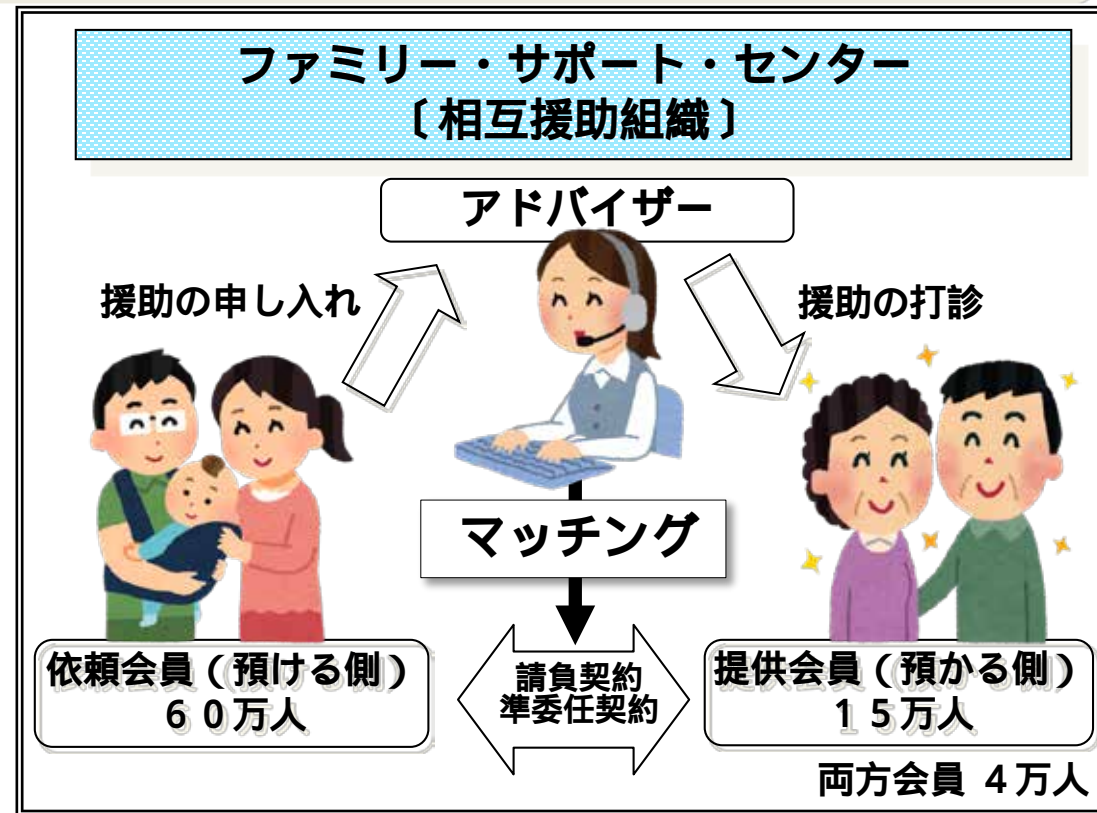 ファミリー・サポート・センター
〔相互援助組織〕
アドバイザー
援助の申し入れ
援助の打診
マッチング
依頼会員(預ける側)
60万人
請負契約
準委任契約
提供会員(預かる側)
15万人
両方会員 4万人